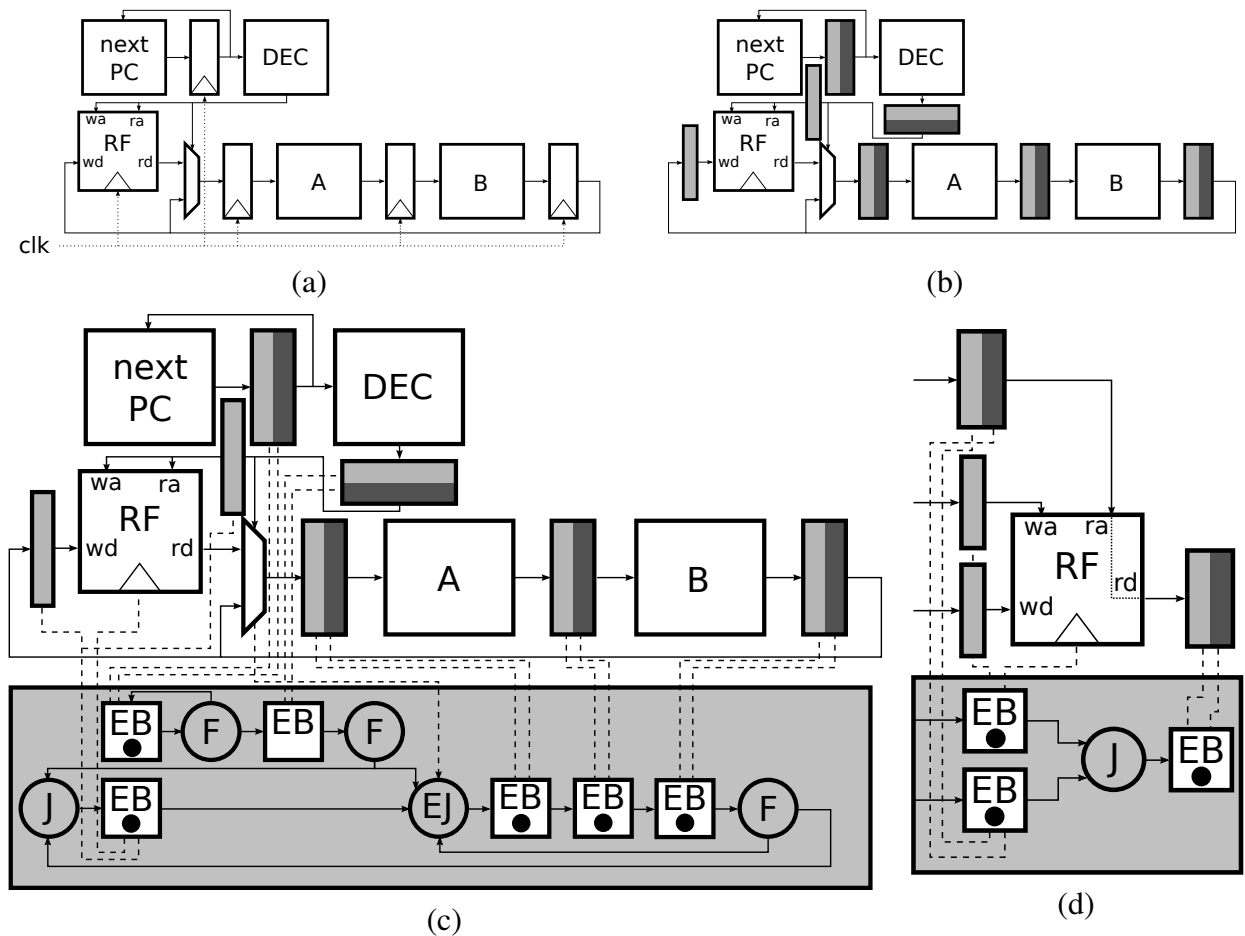 next
PC
DEC
wa
ra
RF
wd
rd
A
B
clk
(a)
next
PC
DEC
wa
ra
RF
wd
rd
A
B
(b)
next
PC
DEC
wa
ra
RF
wd
rd
A
B
EB
F
EB
F
J
EB
EJ
EB
EB
EB
F
(c)
wa
ra
RF
rd
wd
EB
J
EB
EB
(d)